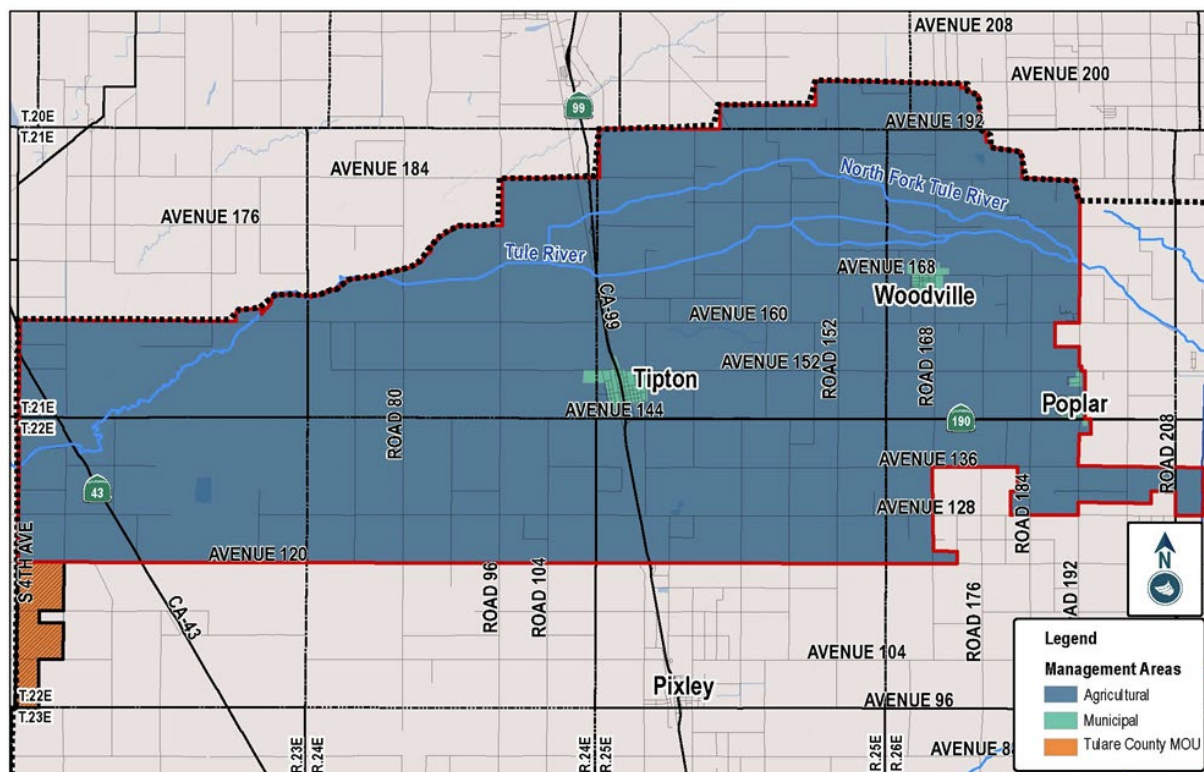 AVENUE 208
AVENUE 200
99
T.20E
T.21E
AVENUE 192
AVENUE 184
North Fork Tule River
AVENUE 176
Tule River
AVENUE 168
Woodville
CA-99
AVENUE 160
ROAD 152
ROAD 168
AVENUE 152
Tipton
Poplar
T.21E
T.22E
ROAD 80
AVENUE 144
190
ROAD 208
AVENUE 136
43
AVENUE 128
ROAD 184
S 4TH AVE
AVENUE 120
ROAD 96
ROAD 104
N
CA-43
ROAD 176
ROAD 192
AVENUE 104
Pixley
T.22E
T.23E
AVENUE 96
R.23E
R.24E
R.24E
R.25E
R.25E
R.26E
Legend
Management Areas
Agricultural
Municipal
Tulare County MOU